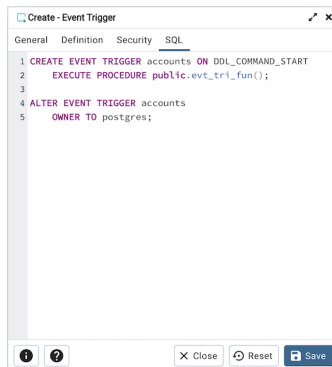 Create - Event Trigger
General Definition Security SQL
1 CREATE EVENT TRIGGER accounts ON DDL_COMMAND_START
2 EXECUTE PROCEDURE public.evt_tri_fun();
3
4 ALTER EVENT TRIGGER accounts
5 OWNER TO postgres;
Close Reset Save